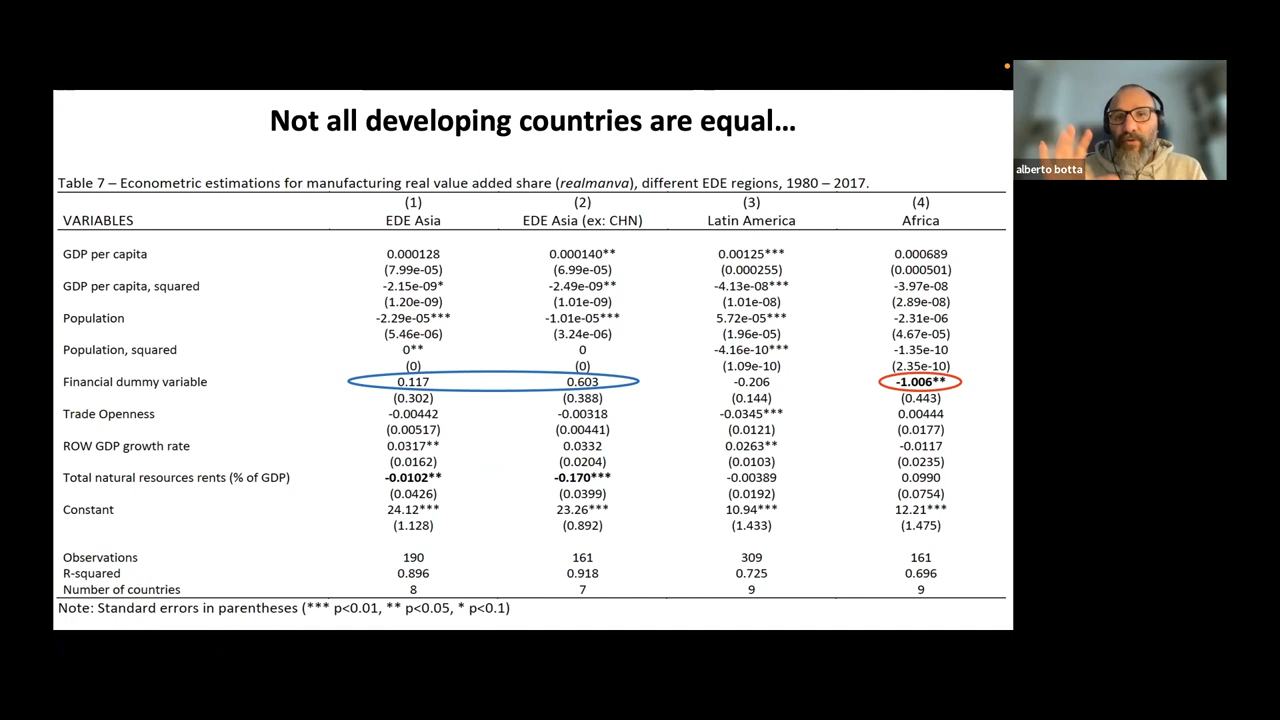 Not all developing countries are equal…
alberto botta
Table 7 – Econometric estimations for manufacturing real value added share (realmanva), different EDE regions, 1980 – 2017.
(1) (2) (3) (4)
VARIABLES EDE Asia EDE Asia (ex: CHN) Latin America Africa
GDP per capita 0.000128 0.000140** 0.00125*** 0.000689
(7.99e-05) (6.99e-05) (0.000255) (0.000501)
GDP per capita, squared -2.15e-09* -2.49e-09** -4.13e-08*** -3.97e-08
(1.20e-09) (1.01e-09) (1.01e-08) (2.89e-08)
Population -2.29e-05*** -1.01e-05*** 5.72e-05*** -2.31e-06
(5.46e-06) (3.24e-06) (1.96e-05) (4.67e-05)
Population, squared 0** 0 -4.16e-10*** -1.35e-10
(0) (0) (1.09e-10) (2.35e-10)
Financial dummy variable 0.117 0.603 -0.206 -1.006**
(0.302) (0.388) (0.144) (0.443)
Trade Openness -0.00442 -0.00318 -0.0345*** 0.00444
(0.00517) (0.00441) (0.0121) (0.0177)
ROW GDP growth rate 0.0317** 0.0332 0.0263** -0.0117
(0.0162) (0.0204) (0.0103) (0.0235)
Total natural resources rents (% of GDP) -0.0102** -0.170*** -0.00389 0.0990
(0.0426) (0.0399) (0.0192) (0.0754)
Constant 24.12*** 23.26*** 10.94*** 12.21***
(1.128) (0.892) (1.433) (1.475)
Observations 190 161 309 161
R-squared 0.896 0.918 0.725 0.696
Number of countries 8 7 9 9
Note: Standard errors in parentheses (*** p<0.01, ** p<0.05, * p<0.1)